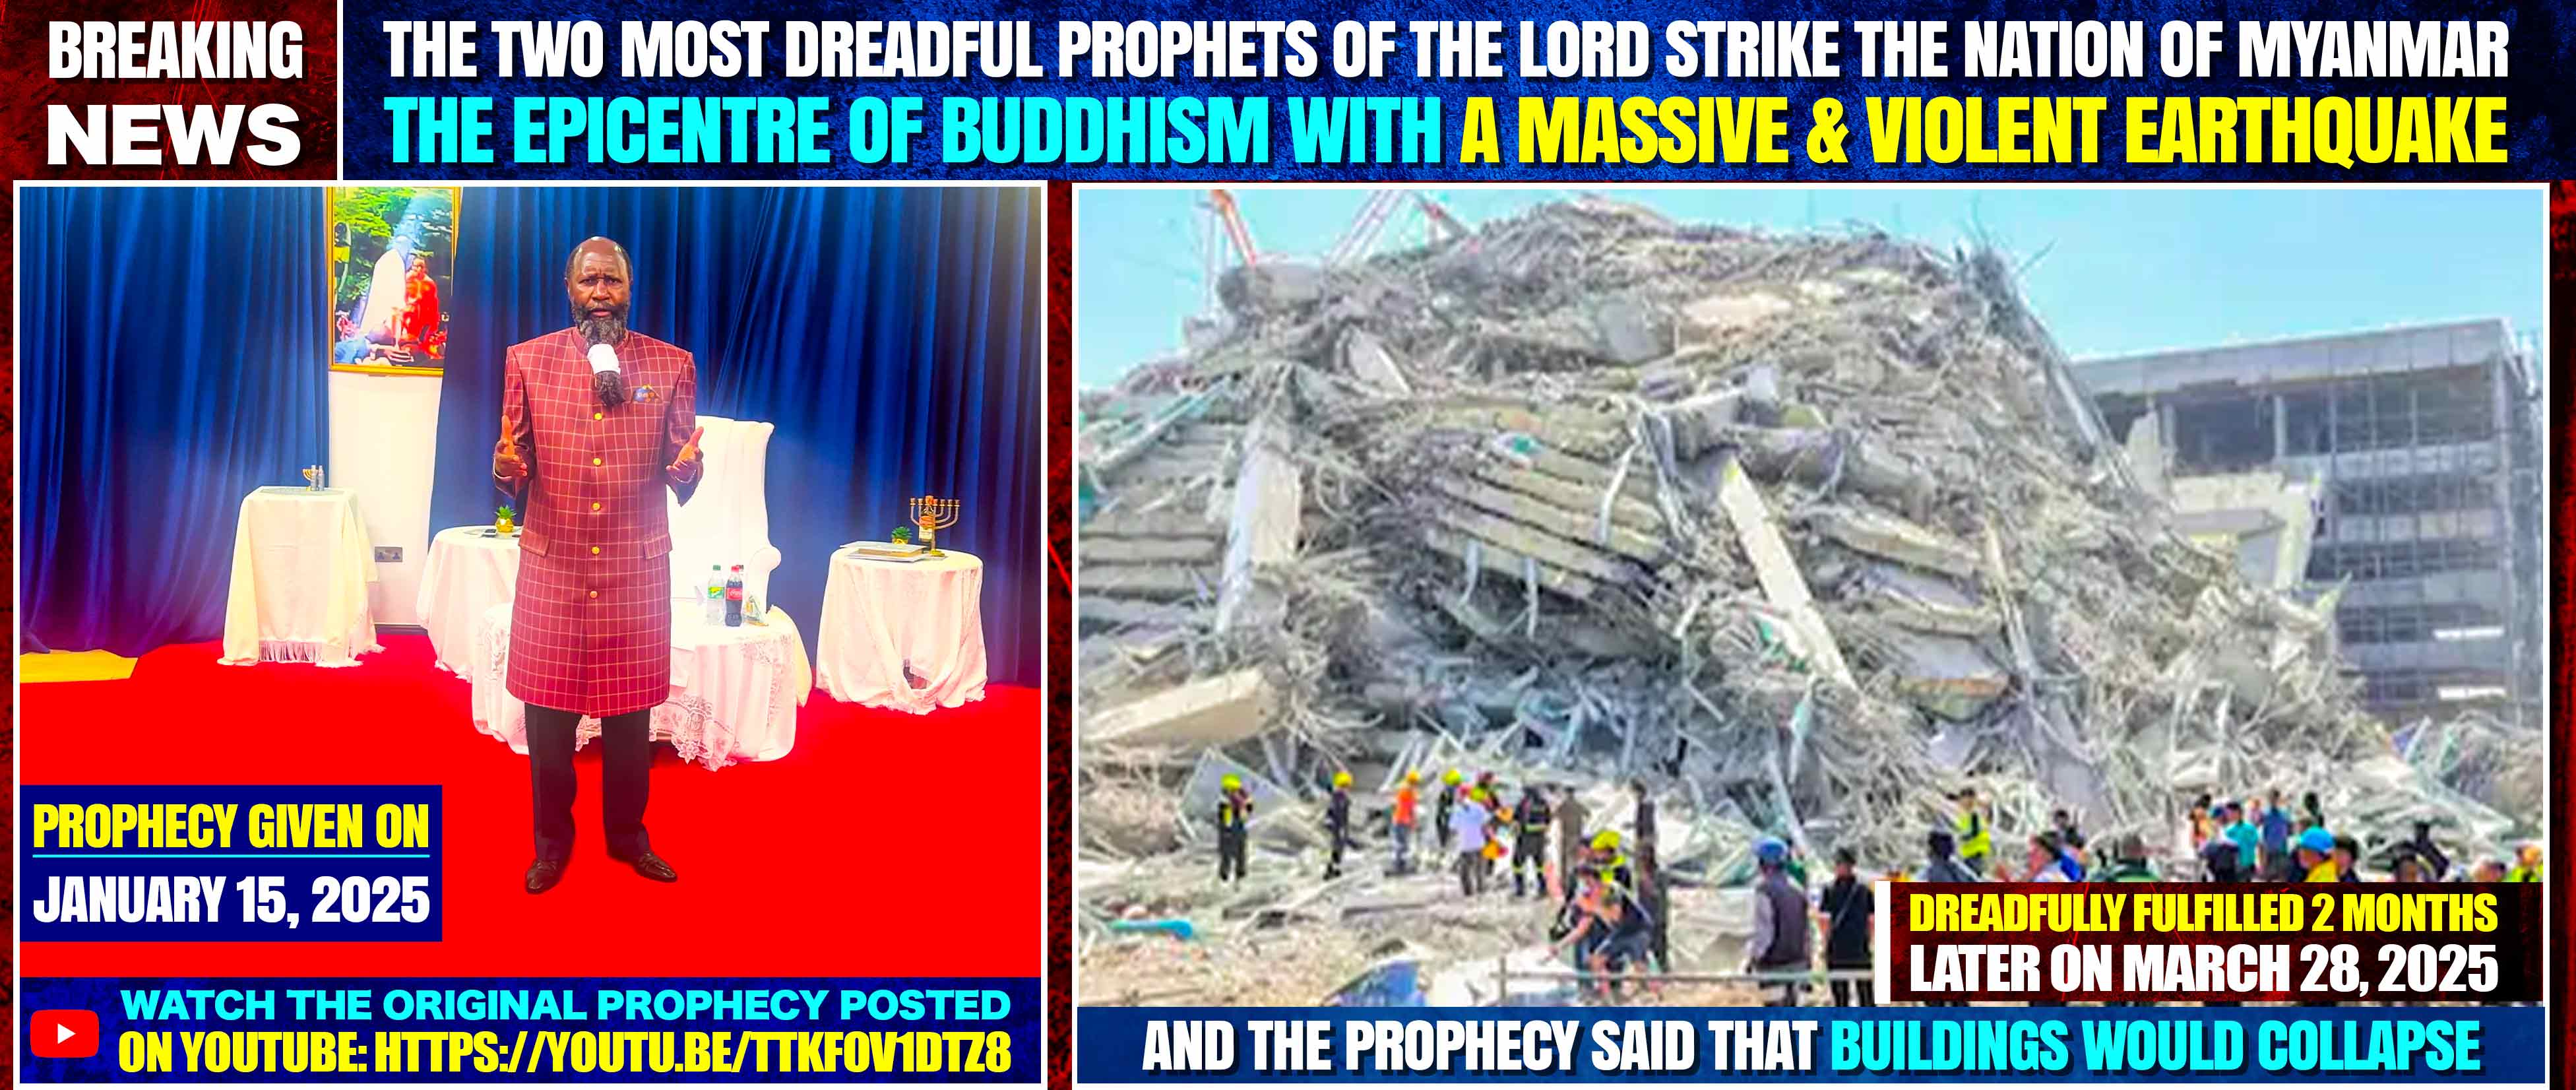 BREAKING
NEWS
THE TWO MOST DREADFUL PROPHETS OF THE LORD STRIKE THE NATION OF MYANMAR
THE EPICENTRE OF BUDDHISM WITH A MASSIVE & VIOLENT EARTHQUAKE
PROPHECY GIVEN ON
JANUARY 15, 2025
WATCH THE ORIGINAL PROPHECY POSTED
ON YOUTUBE: HTTPS://YOUTU.BE/TTKFOV1DTZ8
DREADFULLY FULFILLED 2 MONTHS
LATER ON MARCH 28, 2025
AND THE PROPHECY SAID THAT BUILDINGS WOULD COLLAPSE